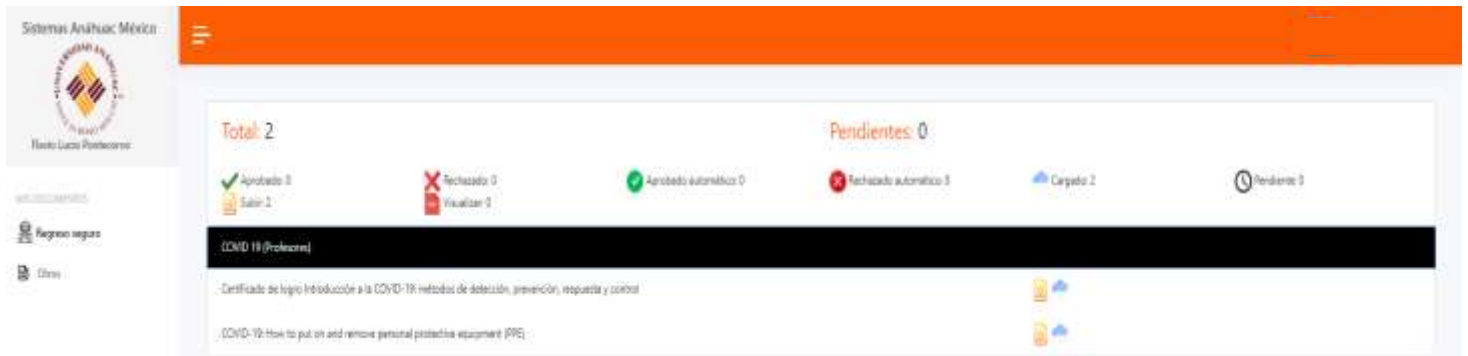 Sistemas Anáhuac México
Total: 2
Pendientes: 0
Aprobado: 0
Rechazado: 0
Aprobado automático: 0
Rechazado automático: 0
Cargado: 2
Pendiente: 0
Subir: 2
Visualizar: 0
MIS DOCUMENTOS
Regreso seguro
Otros
COVID 19 (Profesores)
Certificado de logro Introducción a la COVID-19: métodos de detección, prevención, respuesta y control
COVID-19: How to put on and remove personal protective equipment (PPE)